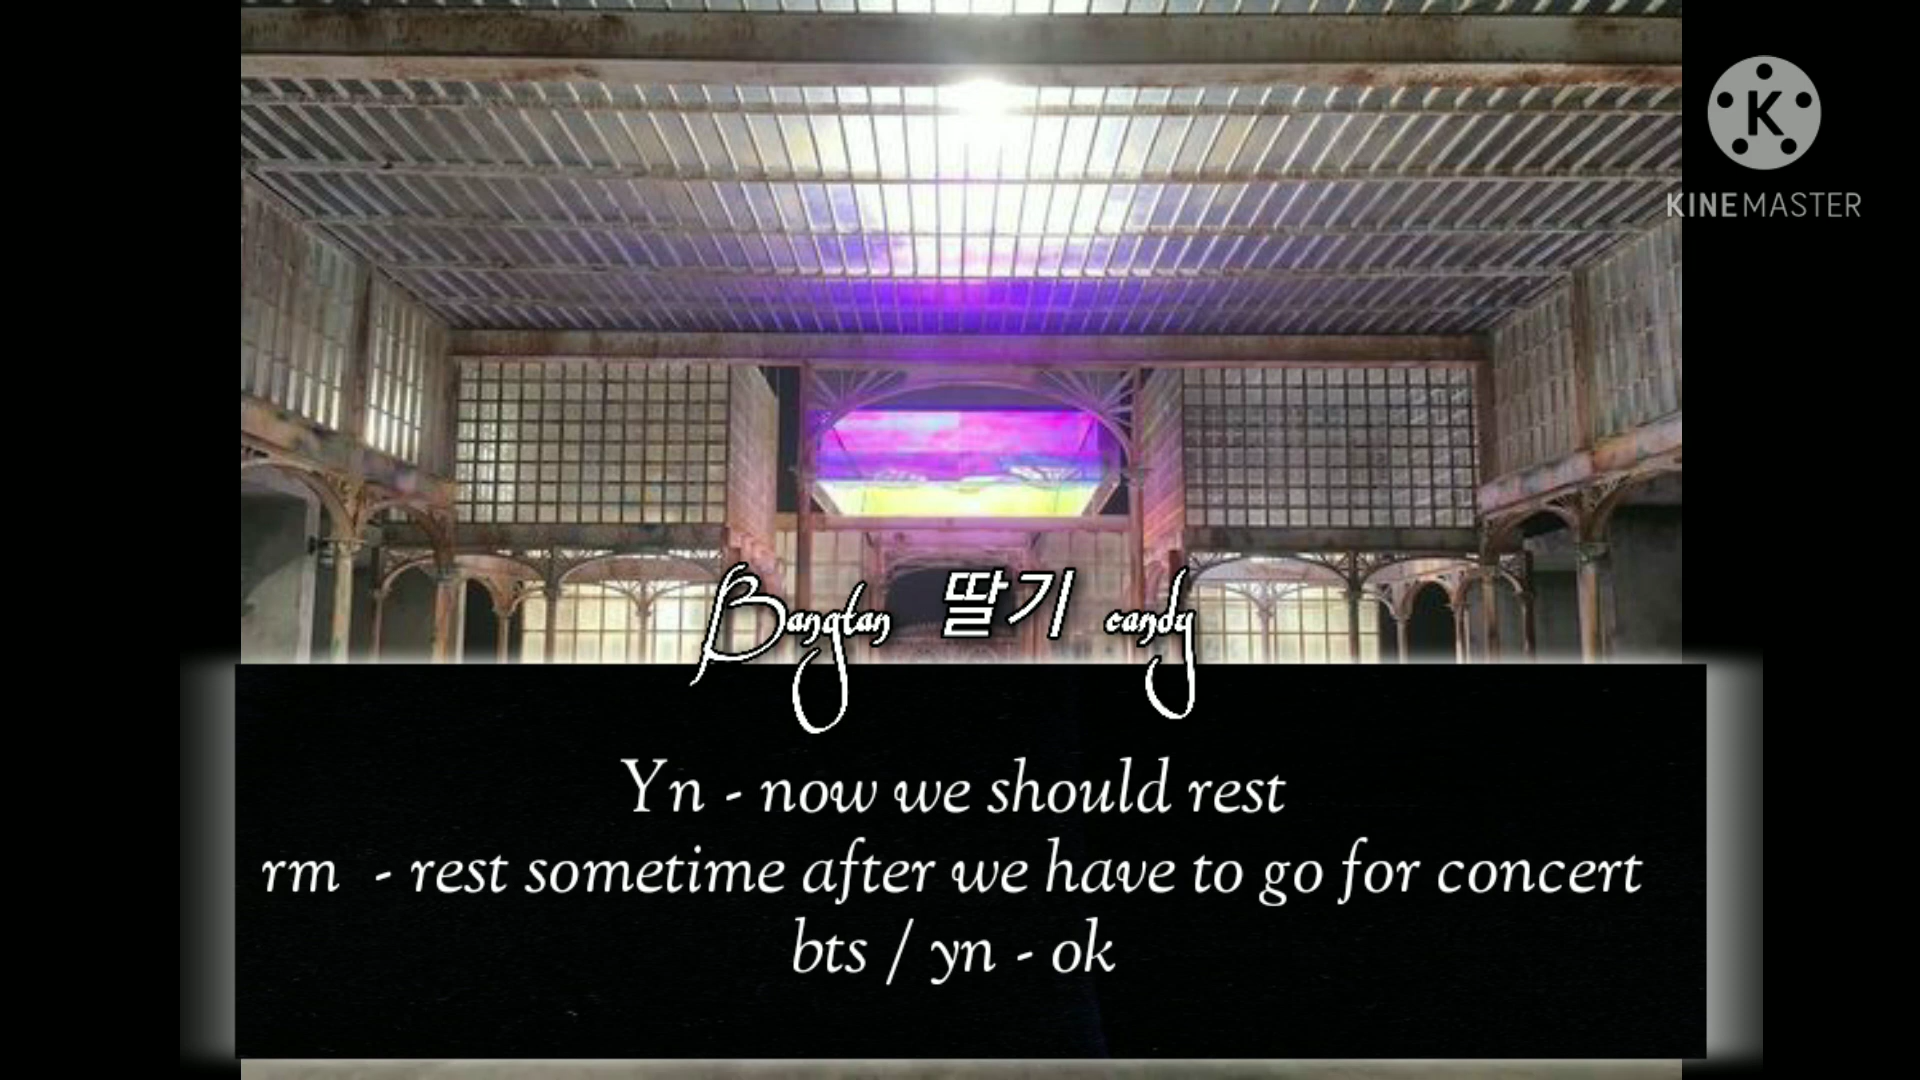 K
KINEMASTER
Bangtan 딸기 candy
Yn - now we should rest
rm - rest sometime after we have to go for concert
bts / yn - ok